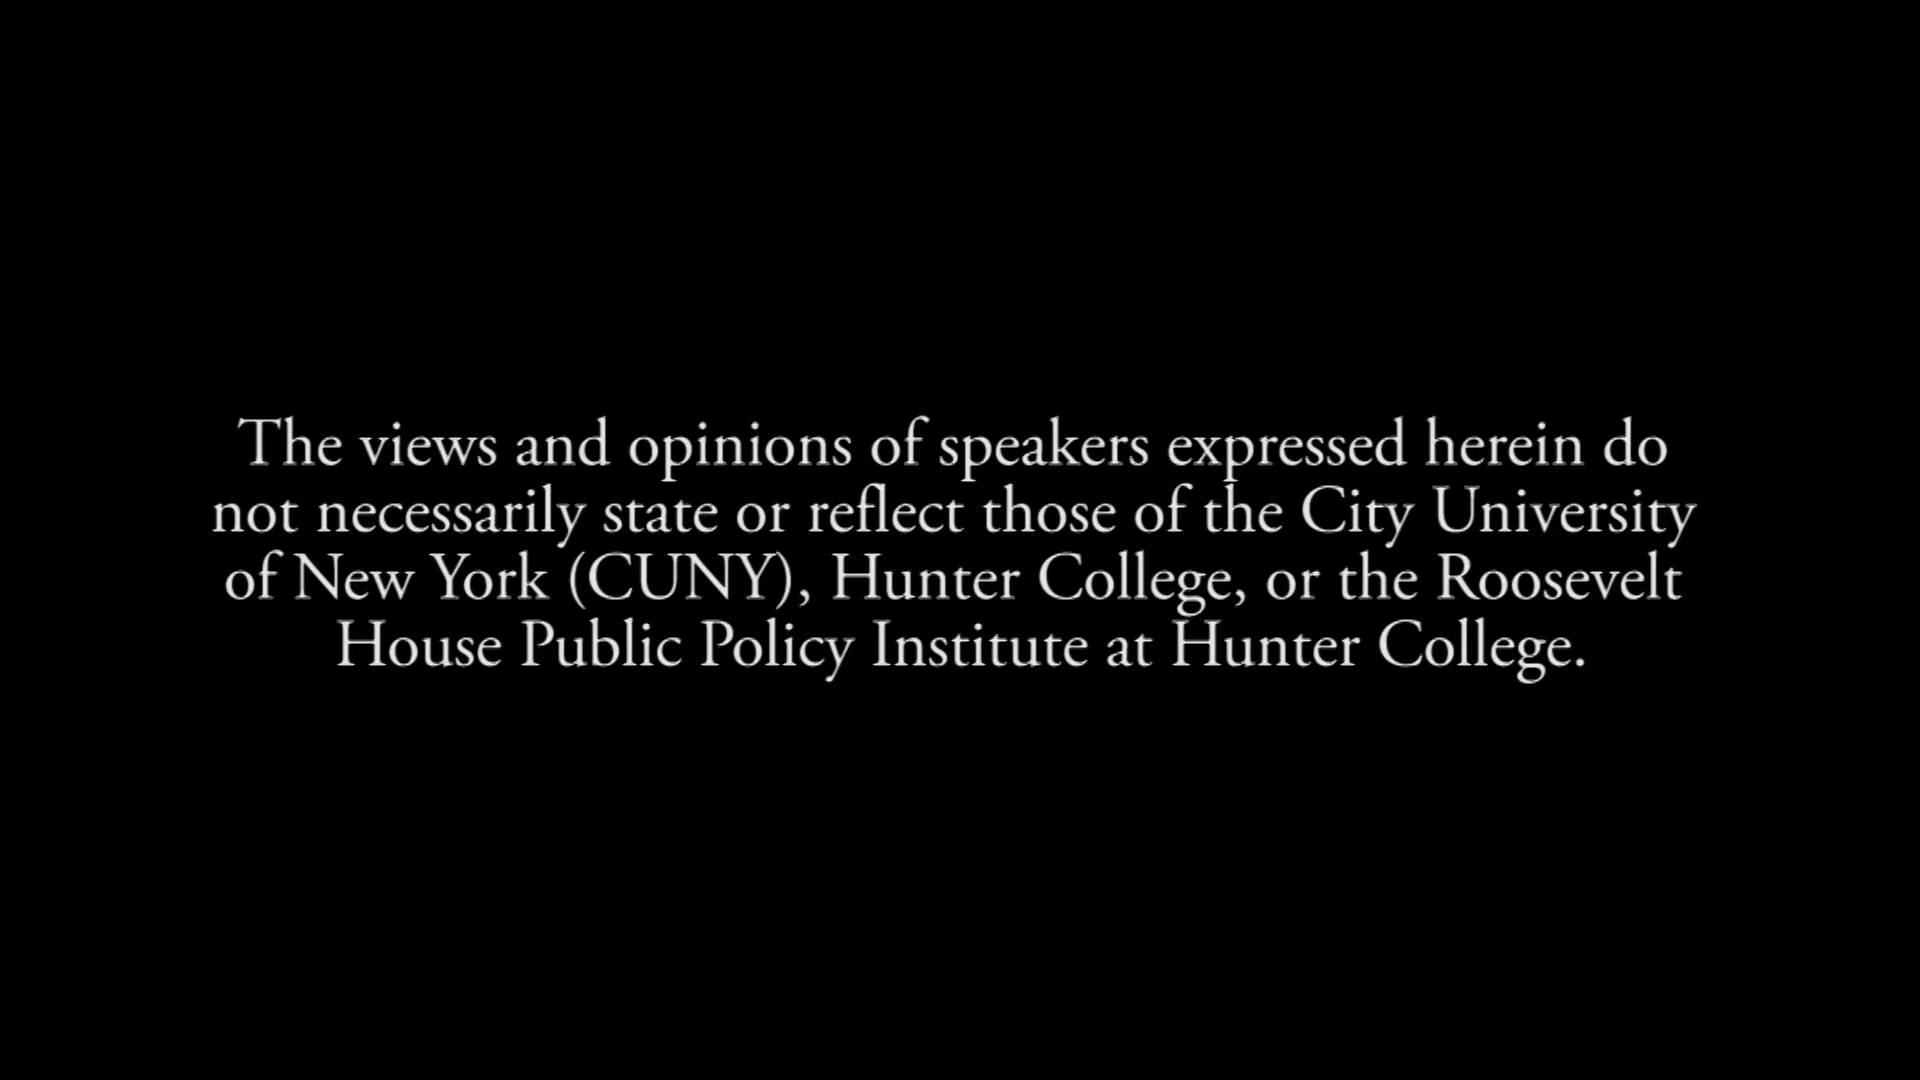 The views and opinions of speakers expressed herein do
not necessarily state or reflect those of the City University
of New York (CUNY), Hunter College, or the Roosevelt
House Public Policy Institute at Hunter College.